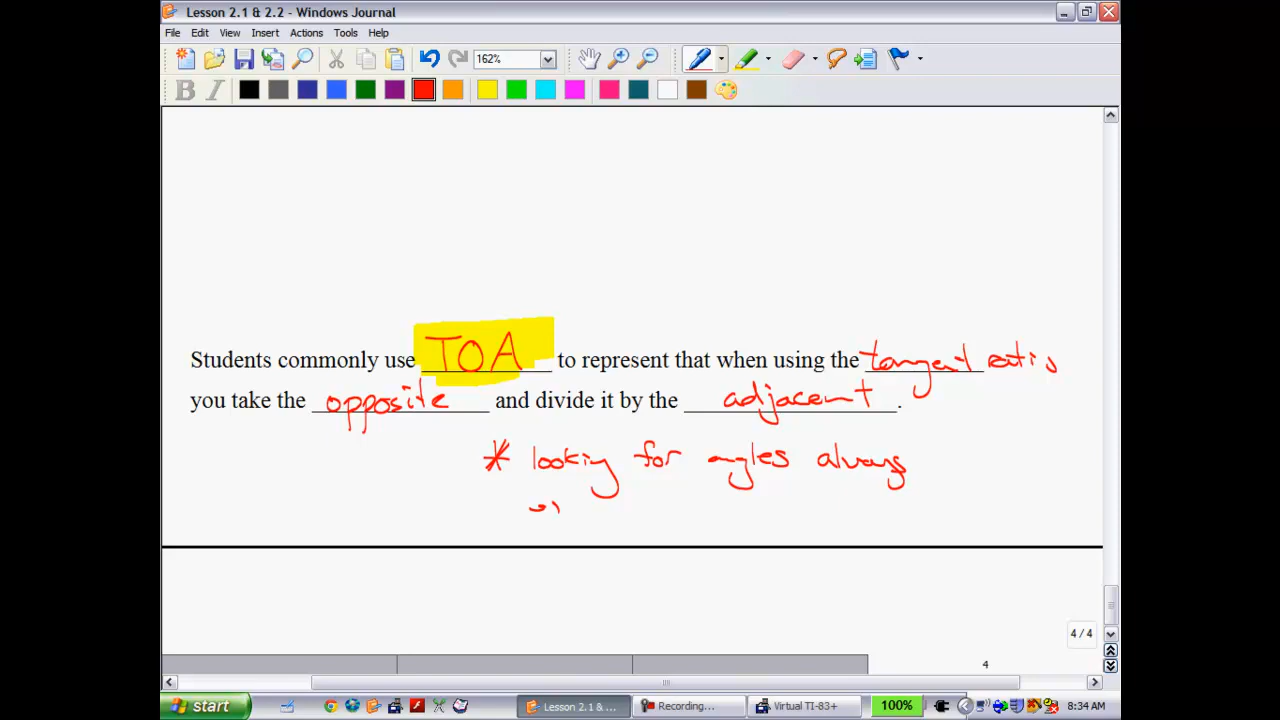 Lesson 2.1 & 2.2 - Windows Journal
File Edit View Insert Actions Tools Help
162%
B I
Students commonly use TOA to represent that when using the tangent ratio
you take the opposite and divide it by the adjacent.
* looking for angles always
4 / 4
4
start Lesson 2.1 & ... Recording... Virtual TI-83+ 100% 8:34 AM